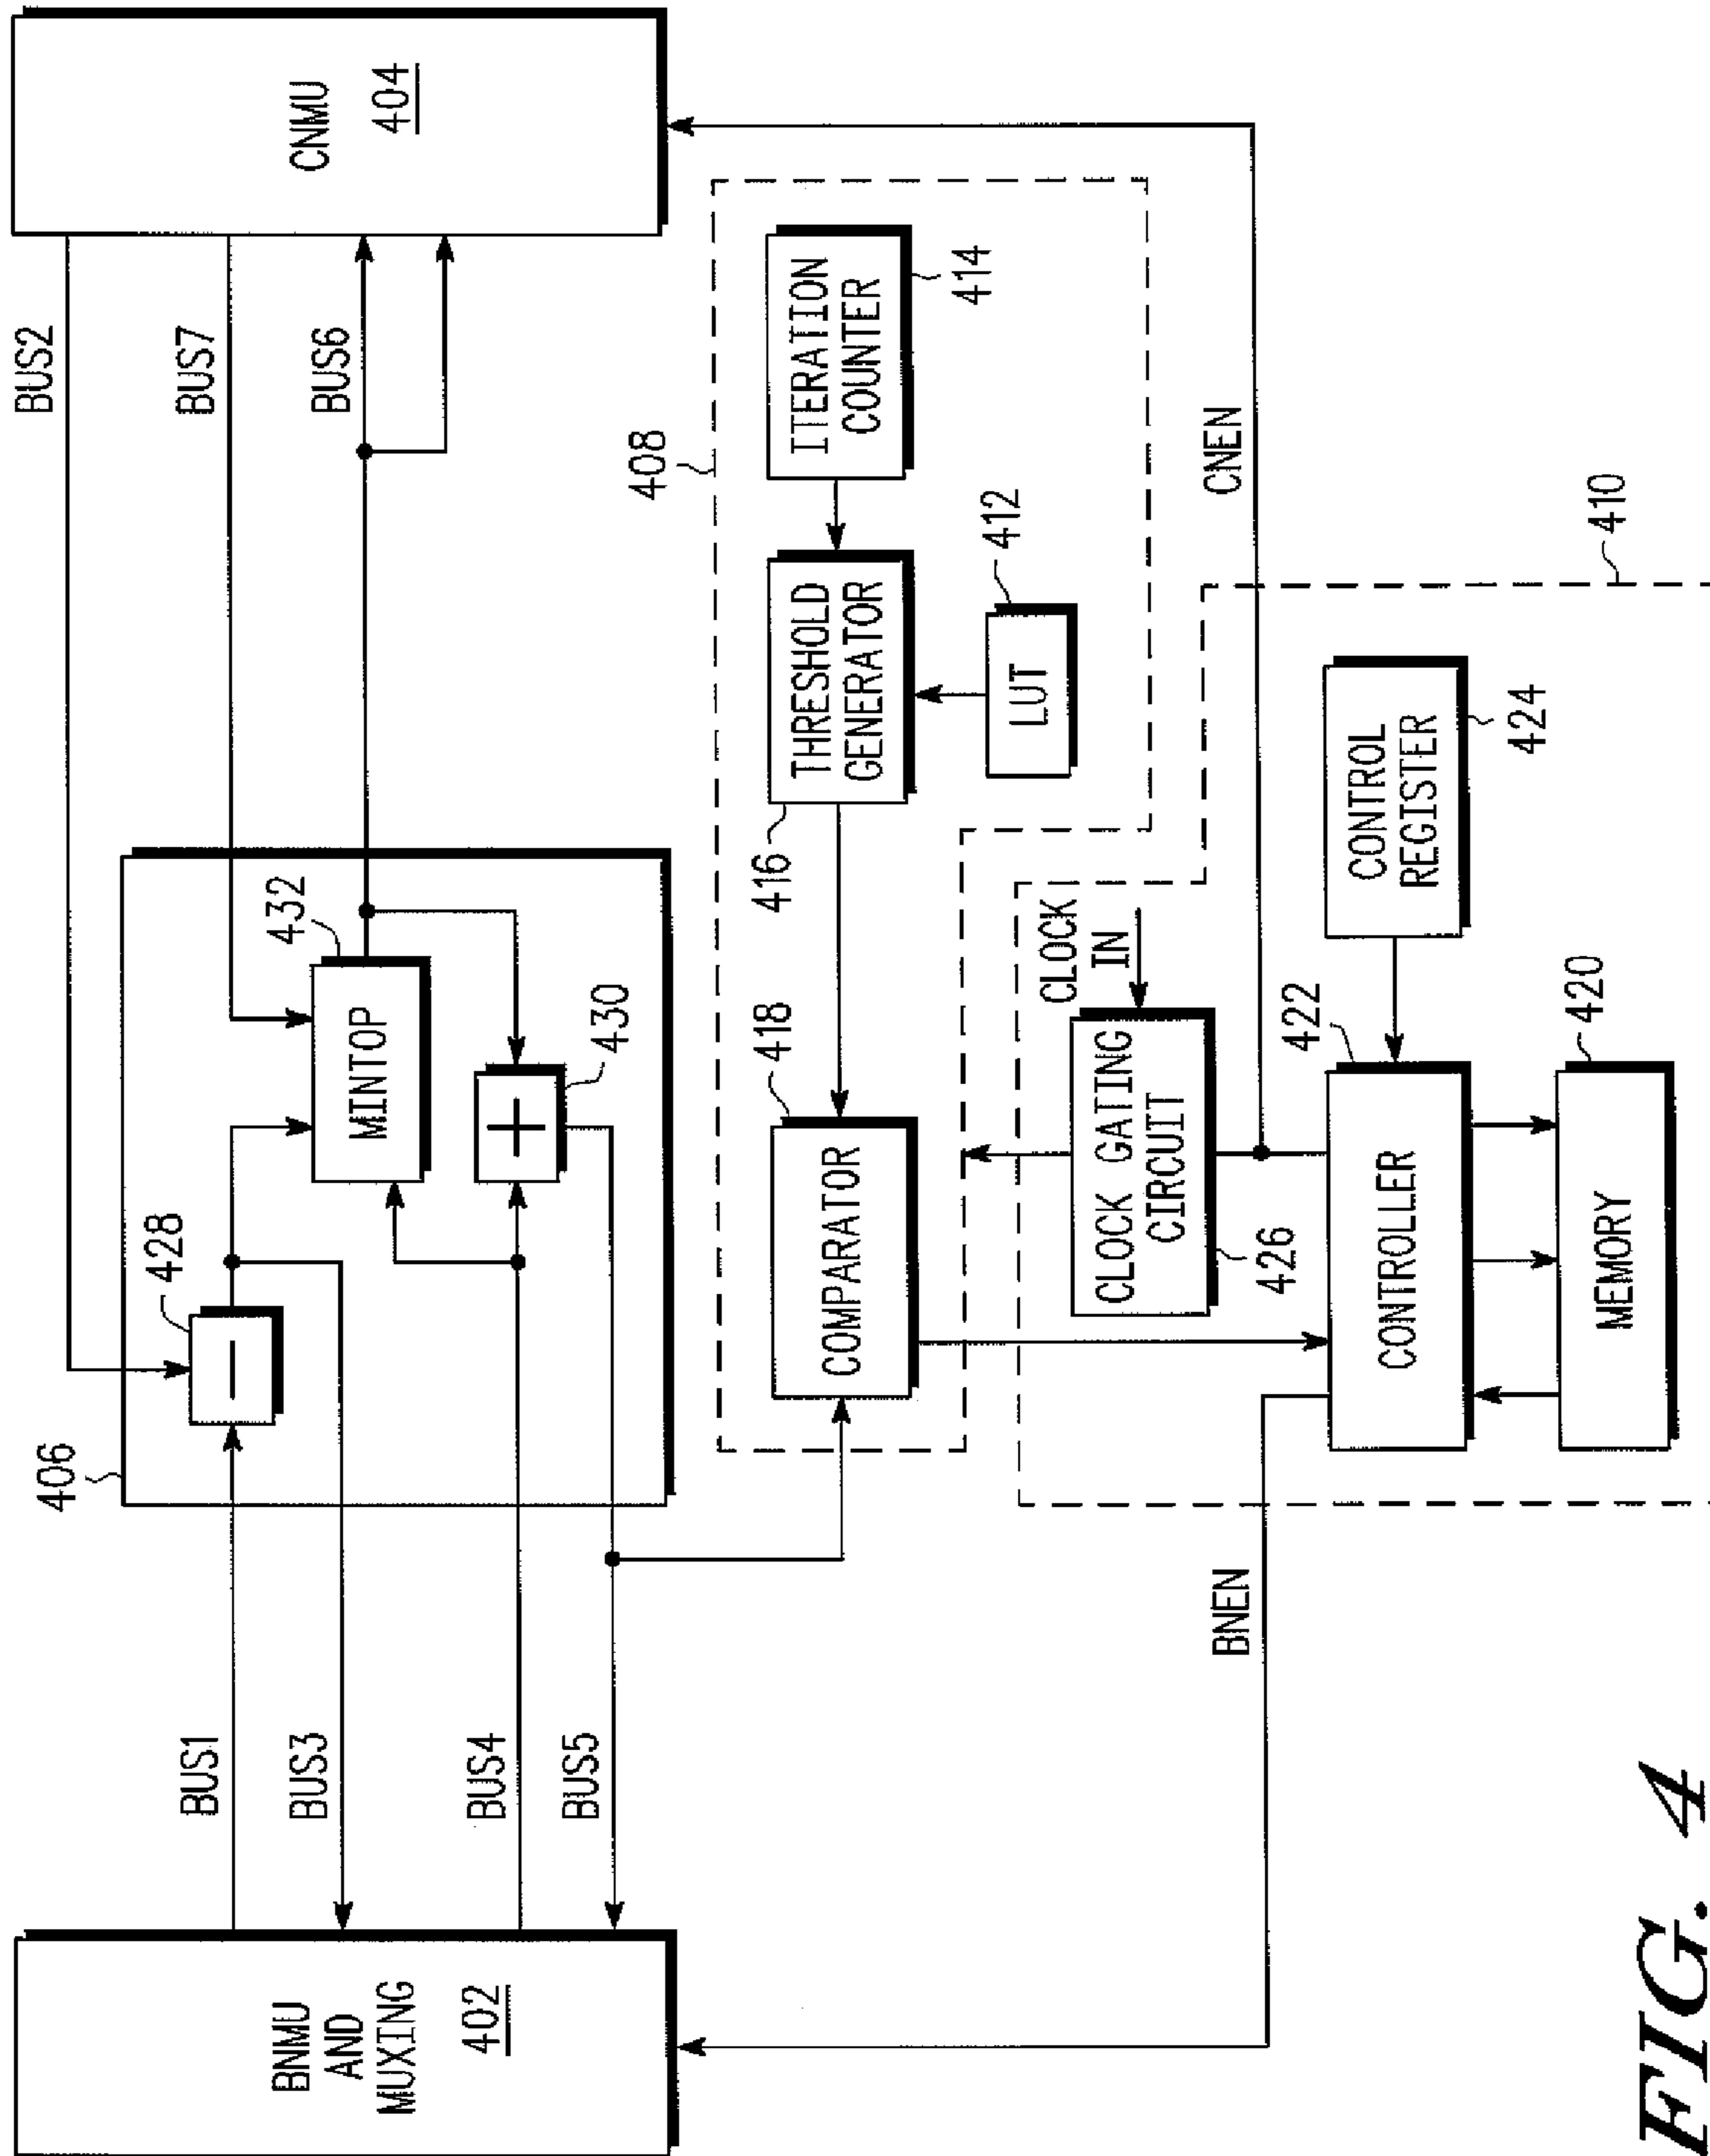 BUS2
BUS7
BUS6
CNMU
404
406
428
432
MINTOP
430
BUS1
BUS3
BUS4
BUS5
BNMU
AND
MUXING
402
408
418
COMPARATOR
416
THRESHOLD
GENERATOR
ITERATION
COUNTER
414
412
LUT
CLOCK
IN
CLOCK GATING
CIRCUIT
426
CNEN
410
BNEN
422
CONTROLLER
CONTROL
REGISTER
424
420
MEMORY
FIG. 4